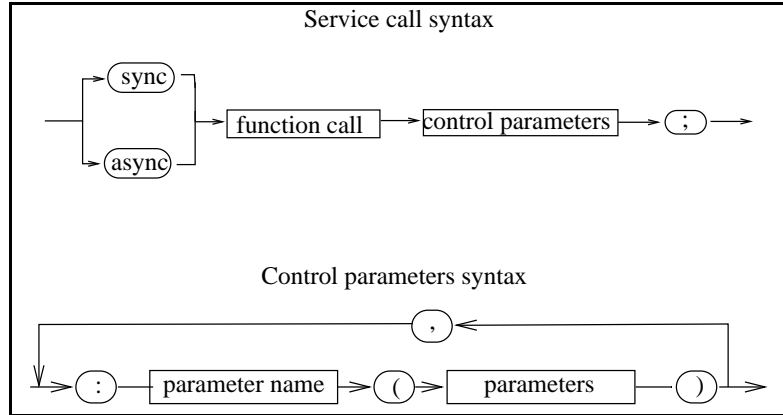 Service call syntax
sync
function call control parameters ;
async
Control parameters syntax
,
: parameter name ( parameters )